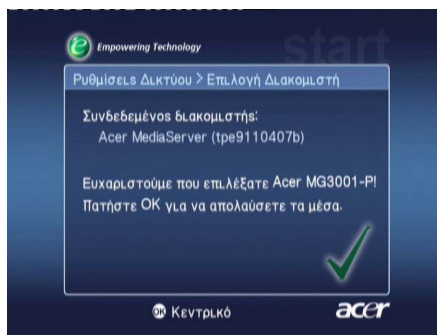 Empowering Technology
start
Ρυθμίσεις Δικτύου > Επιλογή Διακομιστή
Συνδεδεμένος διακομιστής:
Acer MediaServer (tpe9110407b)
Ευχαριστούμε που επιλέξατε Acer MG3001-P!
Πατήστε OK για να απολαύσετε τα μέσα.
OK Κεντρικό
acer